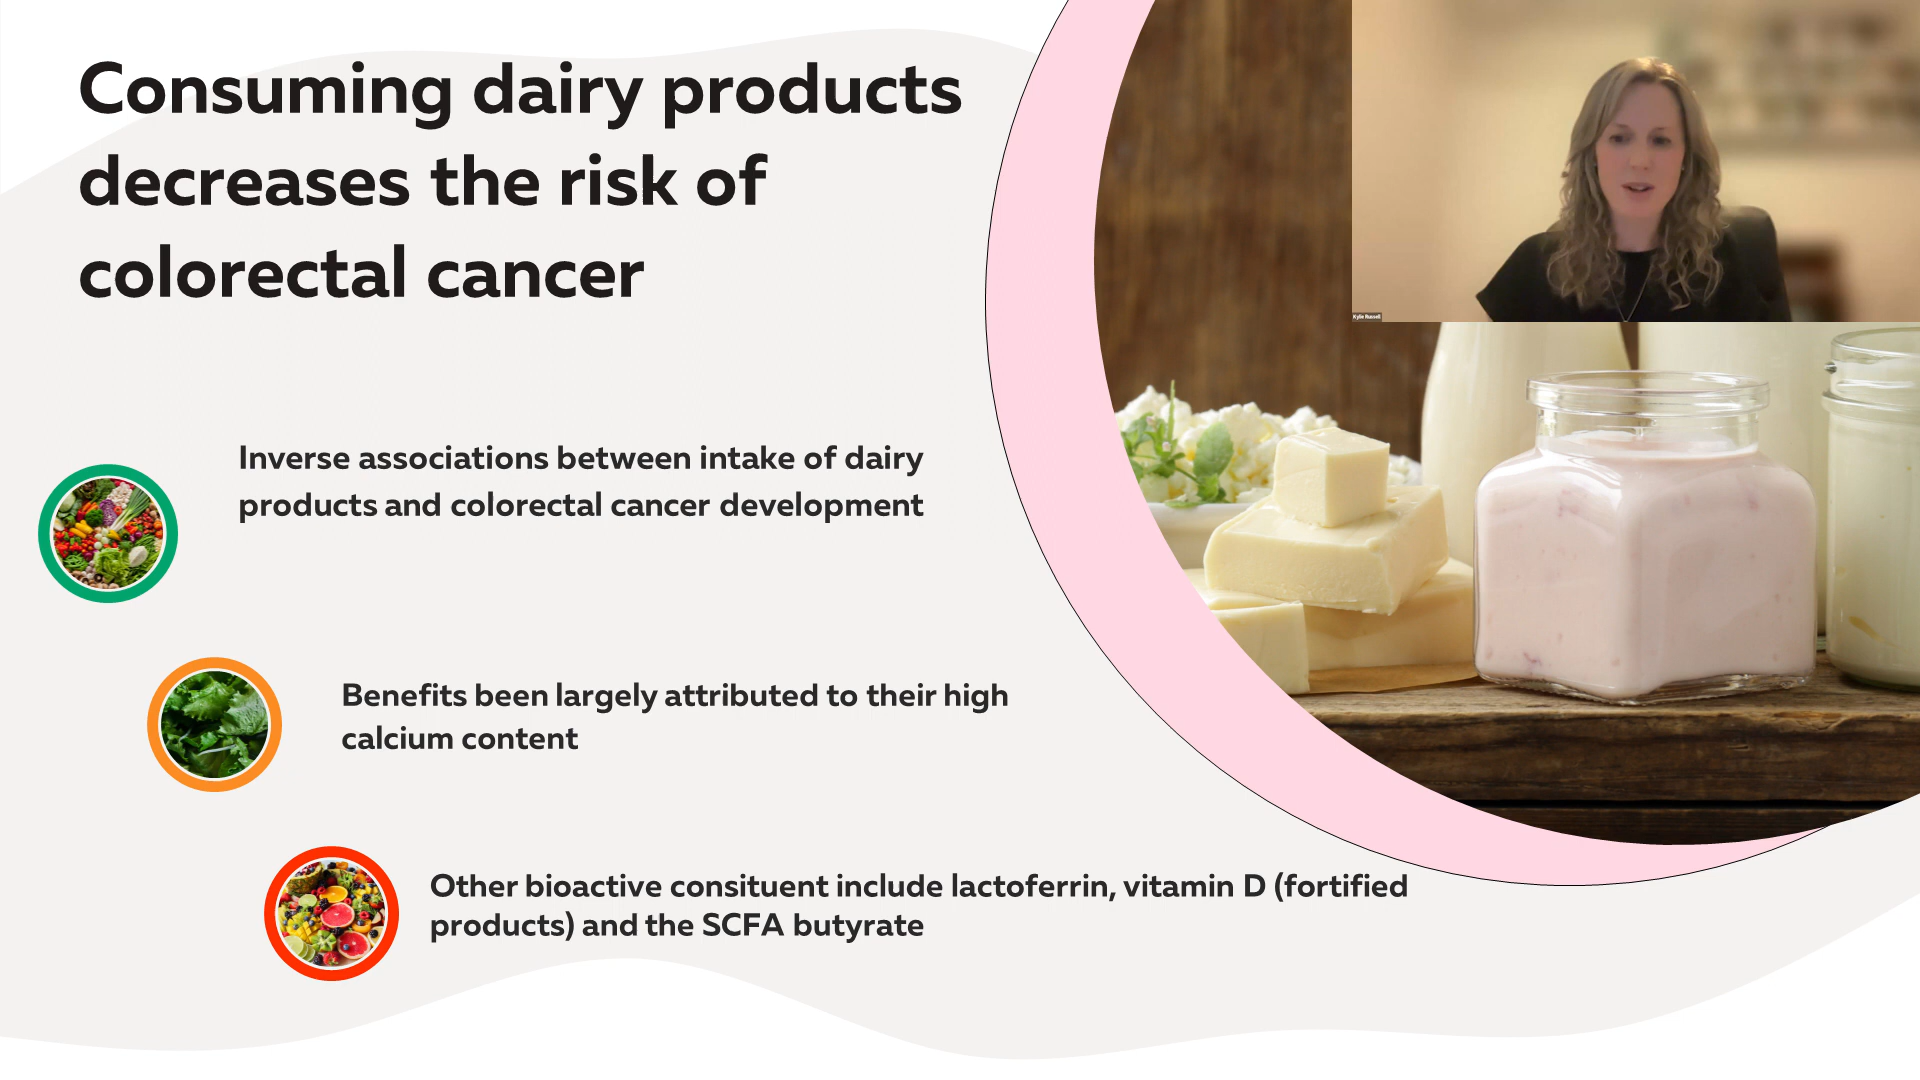 Consuming dairy products
decreases the risk of
colorectal cancer
Kylie Russell
Inverse associations between intake of dairy
products and colorectal cancer development
Benefits been largely attributed to their high
calcium content
Other bioactive consituent include lactoferrin, vitamin D (fortified
products) and the SCFA butyrate